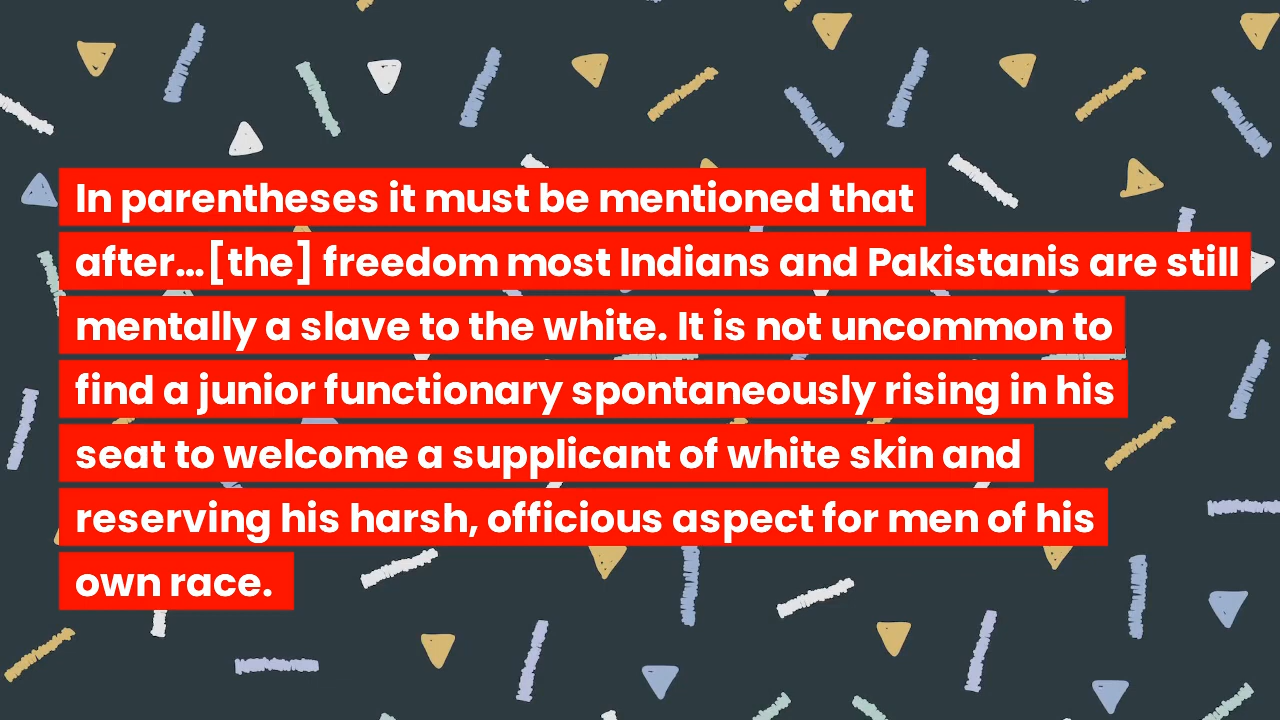 In parentheses it must be mentioned that
after...[the] freedom most Indians and Pakistanis are still
mentally a slave to the white. It is not uncommon to
find a junior functionary spontaneously rising in his
seat to welcome a supplicant of white skin and
reserving his harsh, officious aspect for men of his
own race.